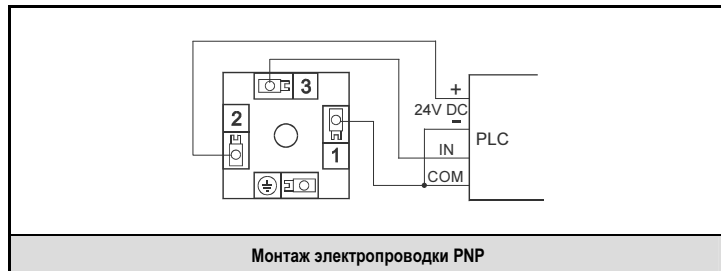 3
2
1
+
24V DC
–
PLC
IN
COM
Монтаж электропроводки PNP